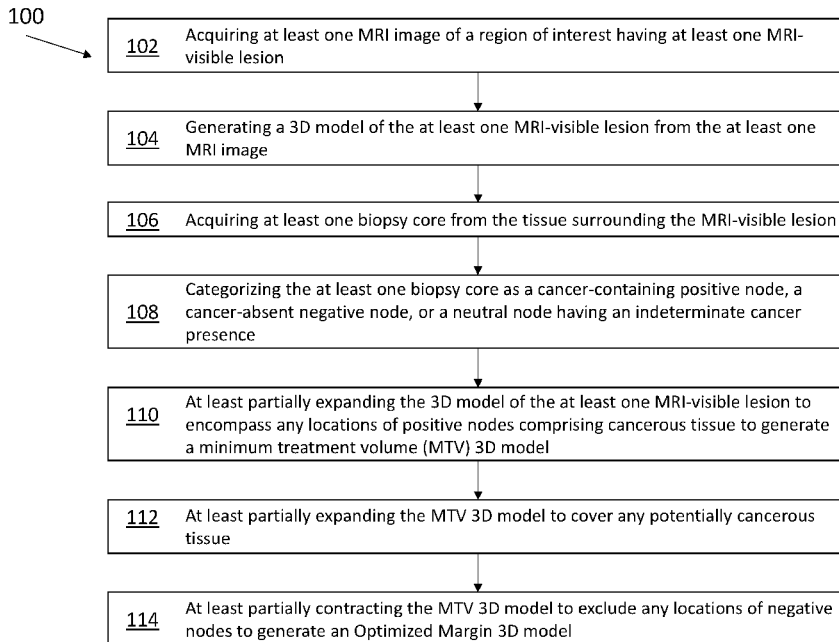 100
102 Acquiring at least one MRI image of a region of interest having at least one MRI-
visible lesion
104 Generating a 3D model of the at least one MRI-visible lesion from the at least one
MRI image
106 Acquiring at least one biopsy core from the tissue surrounding the MRI-visible lesion
108 Categorizing the at least one biopsy core as a cancer-containing positive node, a
cancer-absent negative node, or a neutral node having an indeterminate cancer
presence
110 At least partially expanding the 3D model of the at least one MRI-visible lesion to
encompass any locations of positive nodes comprising cancerous tissue to generate
a minimum treatment volume (MTV) 3D model
112 At least partially expanding the MTV 3D model to cover any potentially cancerous
tissue
114 At least partially contracting the MTV 3D model to exclude any locations of negative
nodes to generate an Optimized Margin 3D model